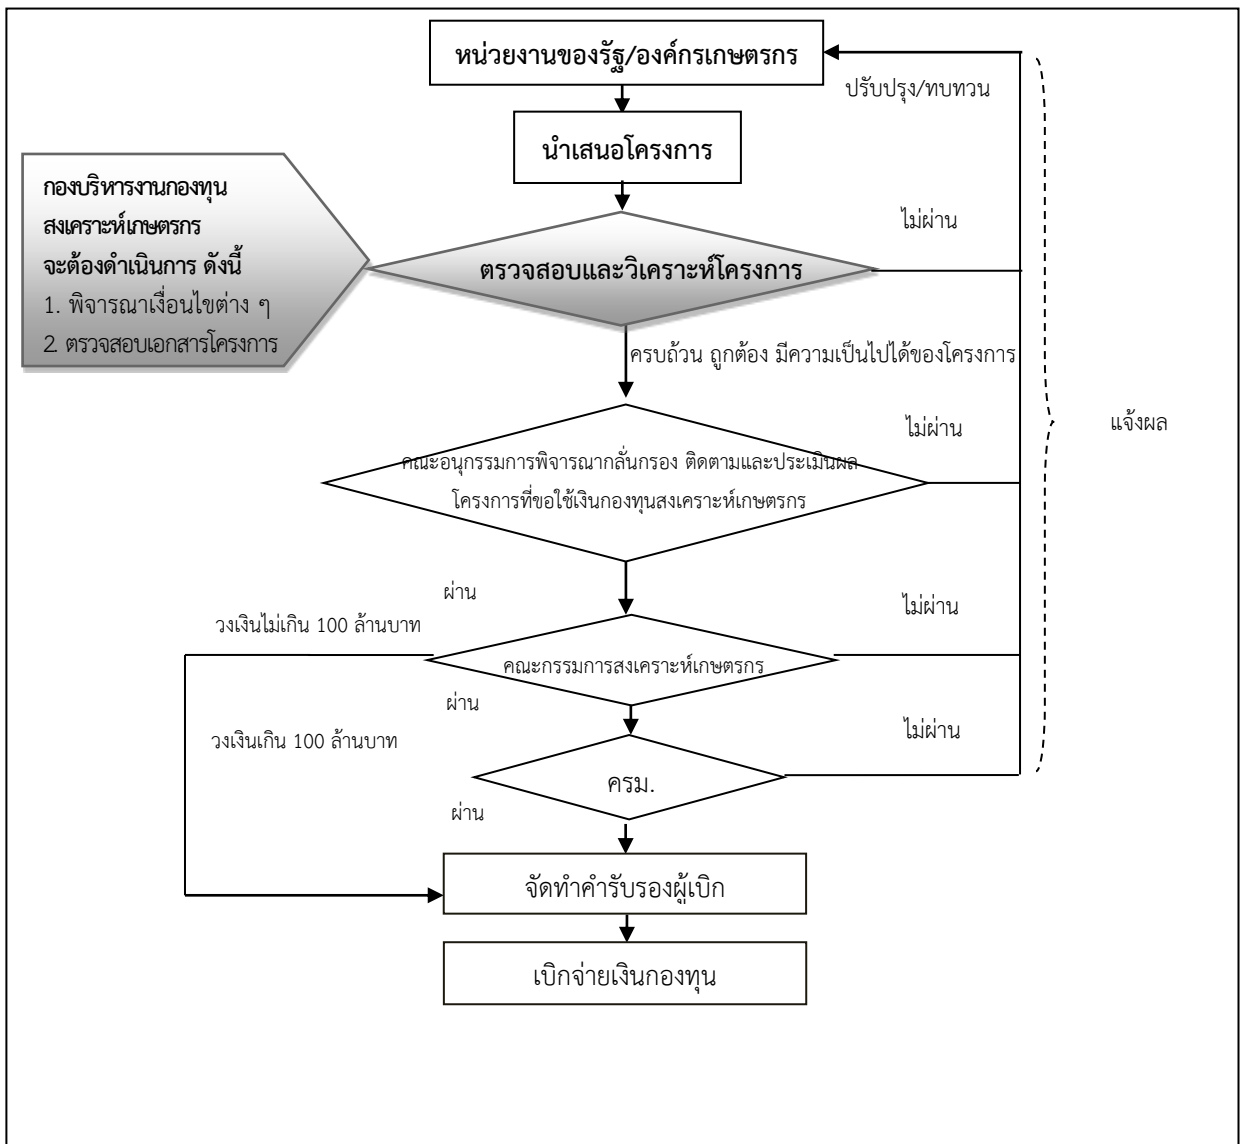 หน่วยงานของรัฐ/องค์กรเกษตรกร
ปรับปรุง/ทบทวน
นำเสนอโครงการ
กองบริหารงานกองทุน
สงเคราะห์เกษตรกร
จะต้องดำเนินการ ดังนี้
1. พิจารณาเงื่อนไขต่าง ๆ
2. ตรวจสอบเอกสารโครงการ
ไม่ผ่าน
ตรวจสอบและวิเคราะห์โครงการ
ครบถ้วน ถูกต้อง มีความเป็นไปได้ของโครงการ
ไม่ผ่าน
แจ้งผล
คณะอนุกรรมการพิจารณากลั่นกรอง ติดตามและประเมินผล
โครงการที่ขอใช้เงินกองทุนสงเคราะห์เกษตรกร
ผ่าน
ไม่ผ่าน
วงเงินไม่เกิน 100 ล้านบาท
คณะกรรมการสงเคราะห์เกษตรกร
ผ่าน
ไม่ผ่าน
วงเงินเกิน 100 ล้านบาท
ครม.
ผ่าน
จัดทำคำรับรองผู้เบิก
เบิกจ่ายเงินกองทุน